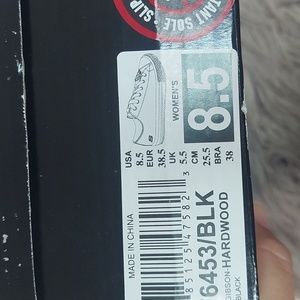 TANT SOLE • SLIP
WOMEN'S
8.5
USA EUR UK CM BRA
8.5 38.5 5.5 25.5 38
MADE IN CHINA
6453/BLK
GIBSON-HARDWOOD
BLACK